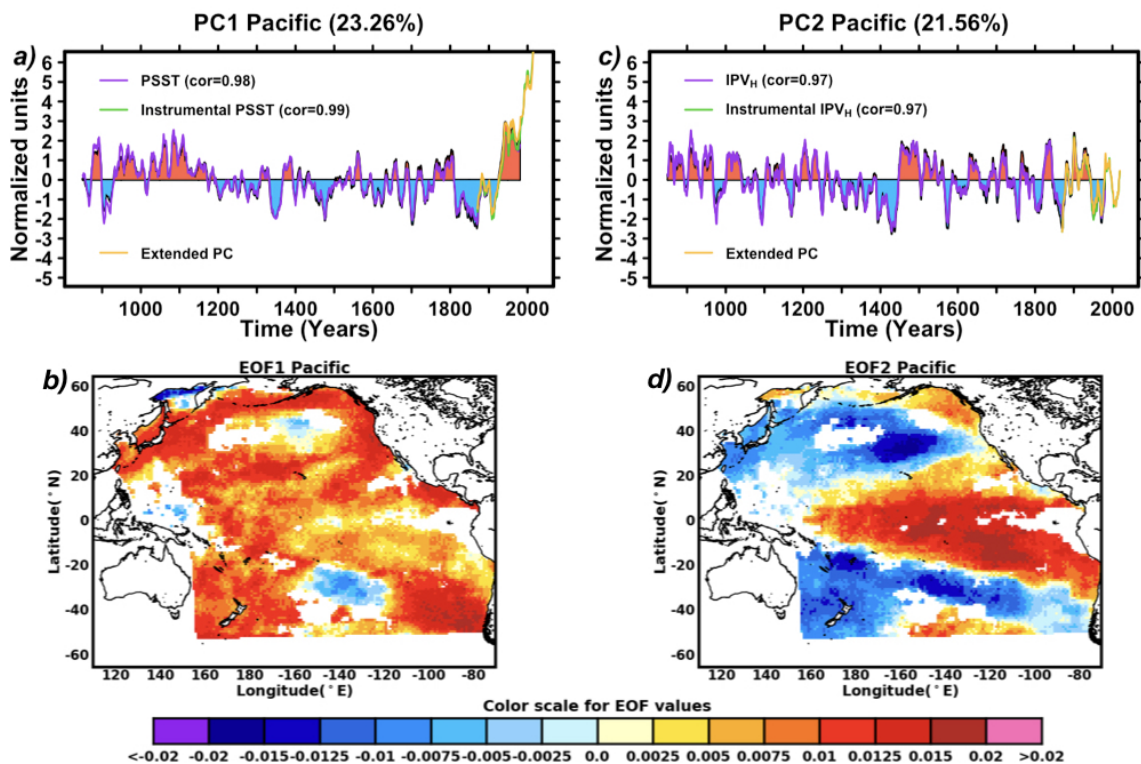 PC1 Pacific (23.26%)
PC2 Pacific (21.56%)
a)
6
5
4
3
2
1
0
-1
-2
-3
-4
-5
Normalized units
PSST (cor=0.98)
Instrumental PSST (cor=0.99)
Extended PC
1000 1200 1400 1600 1800 2000
Time (Years)
c)
6
5
4
3
2
1
0
-1
-2
-3
-4
-5
Normalized units
IPVH (cor=0.97)
Instrumental IPVH (cor=0.97)
Extended PC
1000 1200 1400 1600 1800 2000
Time (Years)
b)
EOF1 Pacific
60
40
20
0
-20
-40
-60
Latitude(°N)
120 140 160 180 -160 -140 -120 -100 -80
Longitude(°E)
d)
EOF2 Pacific
60
40
20
0
-20
-40
-60
Latitude(°N)
120 140 160 180 -160 -140 -120 -100 -80
Longitude(°E)
Color scale for EOF values
<-0.02 -0.02 -0.015 -0.0125 -0.01 -0.0075 -0.005 -0.0025 0.0 0.0025 0.005 0.0075 0.01 0.0125 0.015 0.02 >0.02